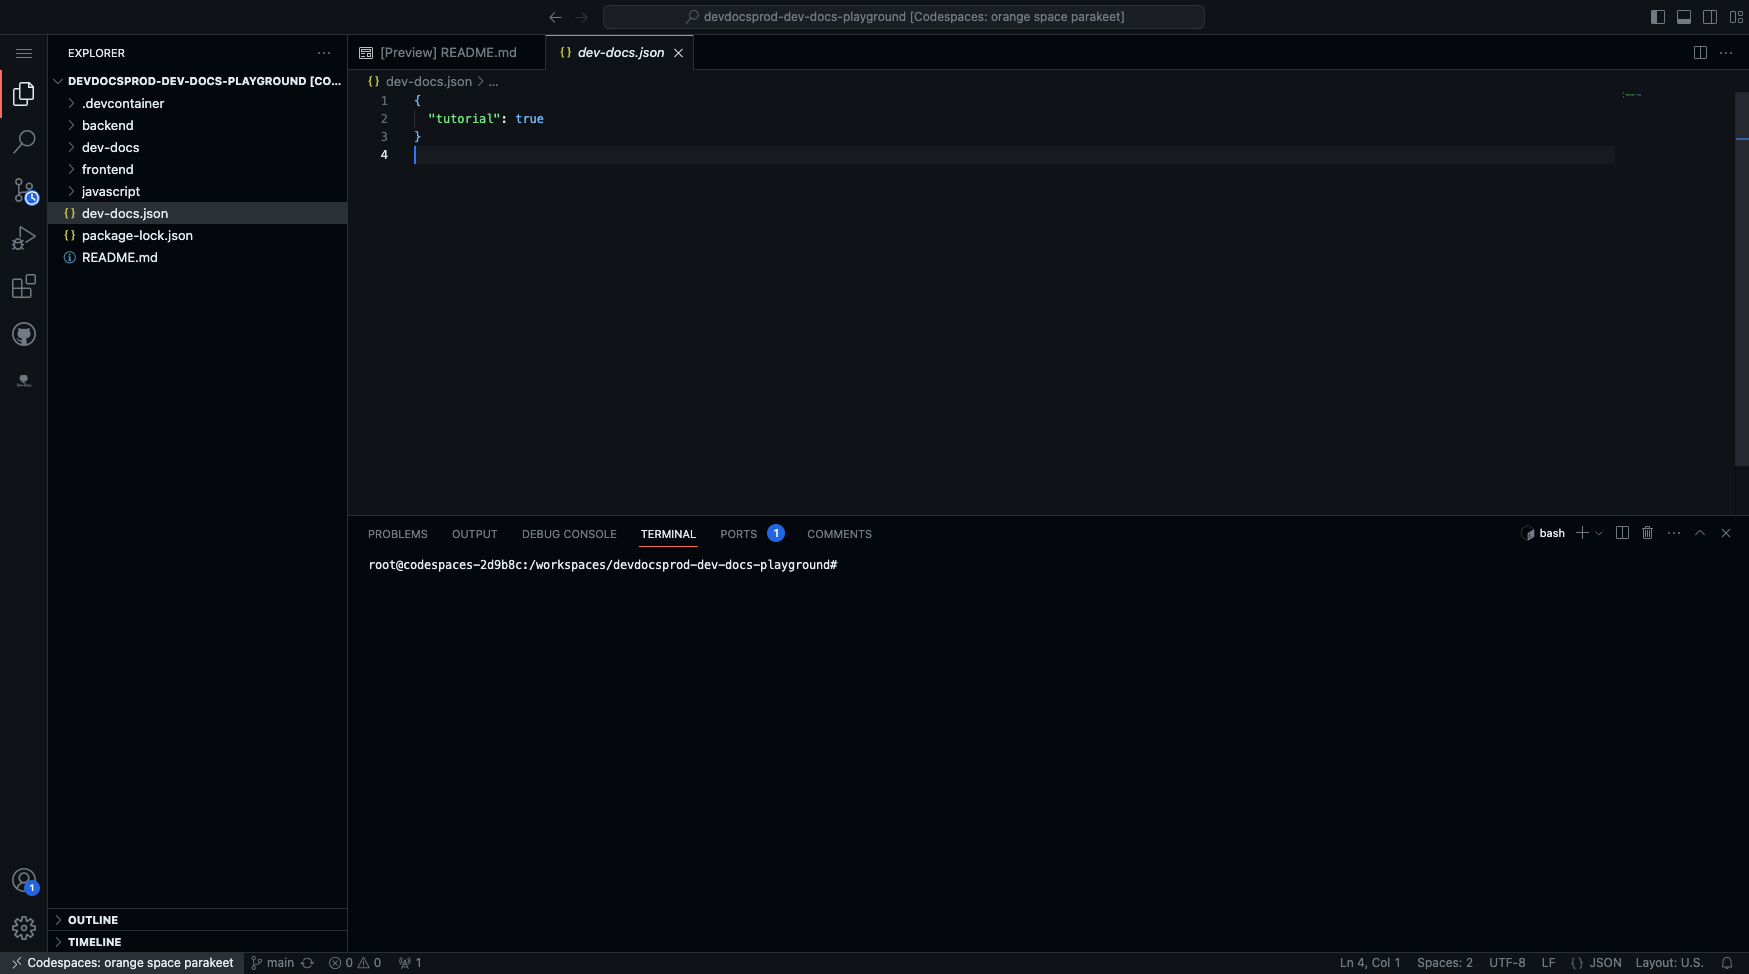 devdocsprod-dev-docs-playground [Codespaces: orange space parakeet]
EXPLORER
DEVDOCSPROD-DEV-DOCS-PLAYGROUND [CO...
.devcontainer
backend
dev-docs
frontend
javascript
{} dev-docs.json
{} package-lock.json
README.md
OUTLINE
TIMELINE
[Preview] README.md
{} dev-docs.json
{} dev-docs.json > ...
1 {
2 "tutorial": true
3 }
4
PROBLEMS OUTPUT DEBUG CONSOLE TERMINAL PORTS 1 COMMENTS
bash
root@codespaces-2d9b8c:/workspaces/devdocsprod-dev-docs-playground#
1
Codespaces: orange space parakeet main 0 0 1
Ln 4, Col 1 Spaces: 2 UTF-8 LF {} JSON Layout: U.S.